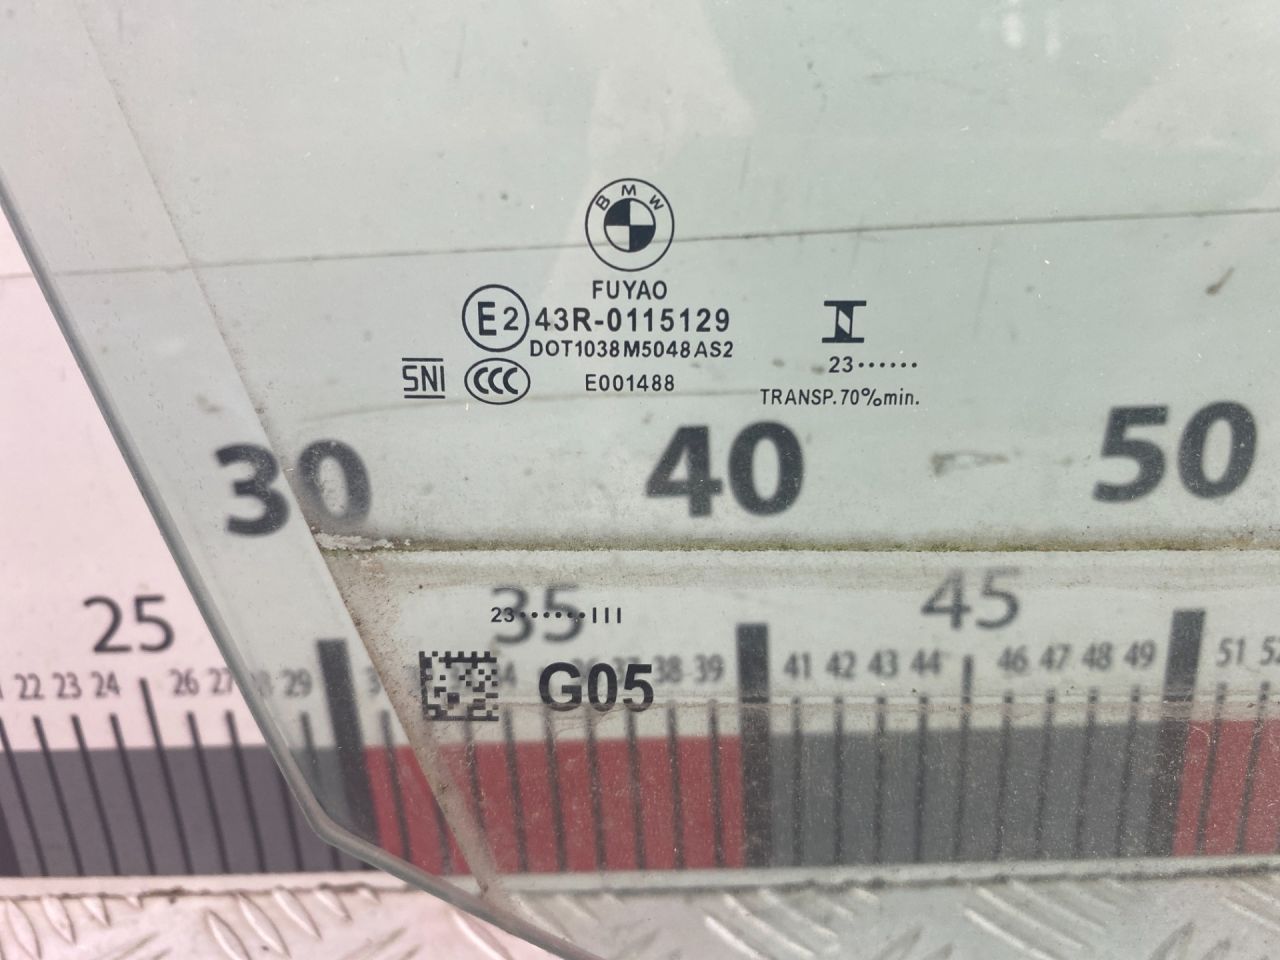 BMW
FUYAO
E2 43R-0115129
DOT1038 M5048 AS2
SNI CCC E001488
23······
TRANSP.70%min.
30 40 50
25 35 45
23······III
G05
22 23 24 26 27 29 38 39 41 42 43 44 46 47 48 49 51